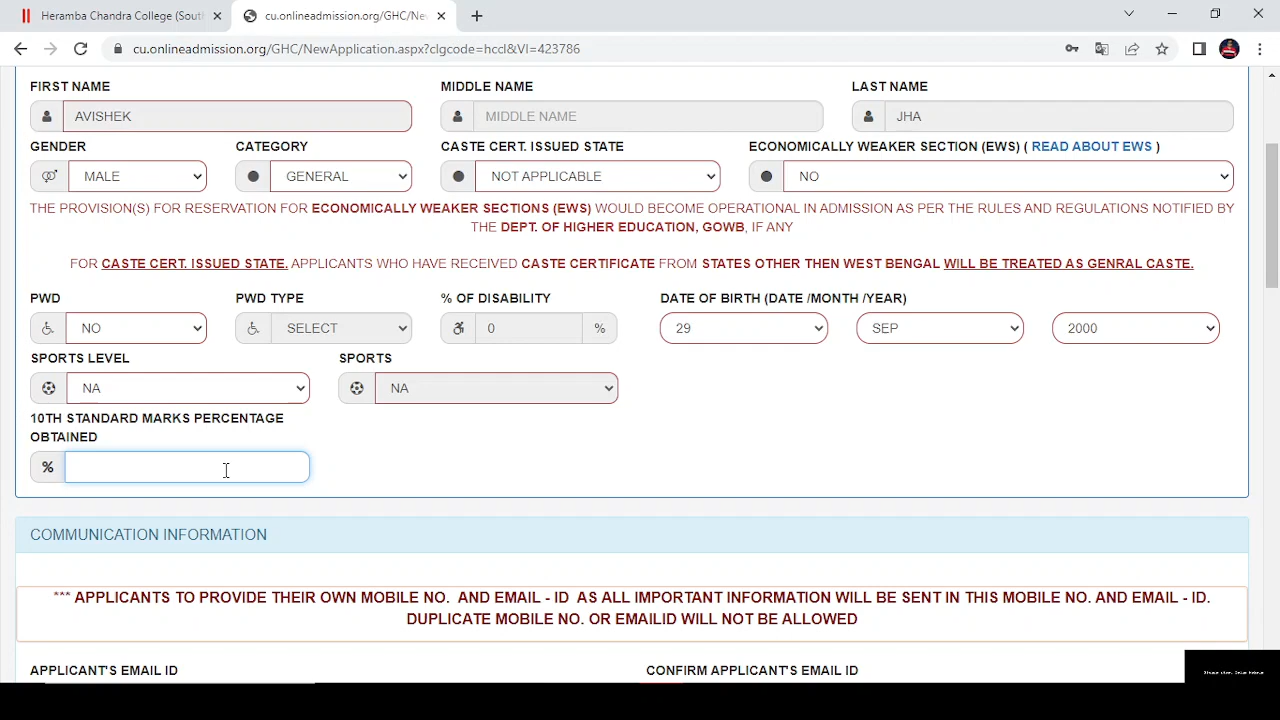 Heramba Chandra College (South
cu.onlineadmission.org/GHC/Ne
cu.onlineadmission.org/GHC/NewApplication.aspx?clgcode=hccl&VI=423786
FIRST NAME MIDDLE NAME LAST NAME
AVISHEK MIDDLE NAME JHA
GENDER CATEGORY CASTE CERT. ISSUED STATE ECONOMICALLY WEAKER SECTION (EWS) ( READ ABOUT EWS )
MALE GENERAL NOT APPLICABLE NO
THE PROVISION(S) FOR RESERVATION FOR ECONOMICALLY WEAKER SECTIONS (EWS) WOULD BECOME OPERATIONAL IN ADMISSION AS PER THE RULES AND REGULATIONS NOTIFIED BY
THE DEPT. OF HIGHER EDUCATION, GOWB, IF ANY
FOR CASTE CERT. ISSUED STATE. APPLICANTS WHO HAVE RECEIVED CASTE CERTIFICATE FROM STATES OTHER THEN WEST BENGAL WILL BE TREATED AS GENRAL CASTE.
PWD PWD TYPE % OF DISABILITY DATE OF BIRTH (DATE /MONTH /YEAR)
NO SELECT 0 % 29 SEP 2000
SPORTS LEVEL SPORTS
NA NA
10TH STANDARD MARKS PERCENTAGE
OBTAINED
%
COMMUNICATION INFORMATION
*** APPLICANTS TO PROVIDE THEIR OWN MOBILE NO. AND EMAIL - ID AS ALL IMPORTANT INFORMATION WILL BE SENT IN THIS MOBILE NO. AND EMAIL - ID.
DUPLICATE MOBILE NO. OR EMAILID WILL NOT BE ALLOWED
APPLICANT'S EMAIL ID CONFIRM APPLICANT'S EMAIL ID